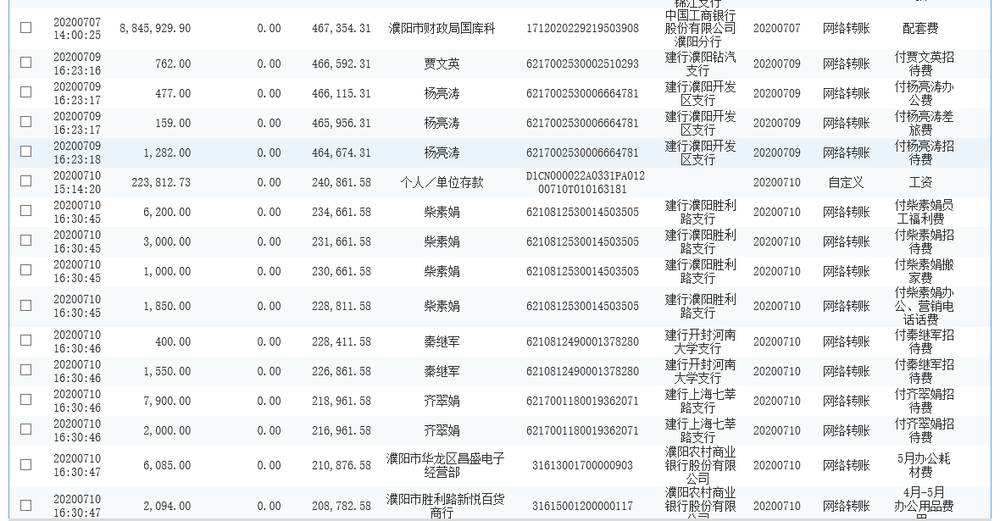 锦江支行
20200707 14:00:25 8,845,929.90 0.00 467,354.31 濮阳市财政局国库科 1712020229219503908 中国工商银行股份有限公司濮阳分行 20200707 网络转账 配套费
20200709 16:23:16 762.00 0.00 466,592.31 贾文英 6217002530002510293 建行濮阳钻汽支行 20200709 网络转账 付贾文英招待费
20200709 16:23:17 477.00 0.00 466,115.31 杨亮涛 6217002530006664781 建行濮阳开发区支行 20200709 网络转账 付杨亮涛办公费
20200709 16:23:17 159.00 0.00 465,956.31 杨亮涛 6217002530006664781 建行濮阳开发区支行 20200709 网络转账 付杨亮涛差旅费
20200709 16:23:18 1,282.00 0.00 464,674.31 杨亮涛 6217002530006664781 建行濮阳开发区支行 20200709 网络转账 付杨亮涛招待费
20200710 15:14:20 223,812.73 0.00 240,861.58 个人／单位存款 D1CN000022A0331PA01200710T010163181 20200710 自定义 工资
20200710 16:30:45 6,200.00 0.00 234,661.58 柴素娟 6210812530014503505 建行濮阳胜利路支行 20200710 网络转账 付柴素娟员工福利费
20200710 16:30:45 3,000.00 0.00 231,661.58 柴素娟 6210812530014503505 建行濮阳胜利路支行 20200710 网络转账 付柴素娟招待费
20200710 16:30:45 1,000.00 0.00 230,661.58 柴素娟 6210812530014503505 建行濮阳胜利路支行 20200710 网络转账 付柴素娟搬家费
20200710 16:30:45 1,850.00 0.00 228,811.58 柴素娟 6210812530014503505 建行濮阳胜利路支行 20200710 网络转账 付柴素娟办公、营销电话话费
20200710 16:30:46 400.00 0.00 228,411.58 秦继军 6210812490001378280 建行开封河南大学支行 20200710 网络转账 付秦继军招待费
20200710 16:30:46 1,550.00 0.00 226,861.58 秦继军 6210812490001378280 建行开封河南大学支行 20200710 网络转账 付秦继军招待费
20200710 16:30:46 7,900.00 0.00 218,961.58 齐翠娟 6217001180019362071 建行上海七莘路支行 20200710 网络转账 付齐翠娟招待费
20200710 16:30:46 2,000.00 0.00 216,961.58 齐翠娟 6217001180019362071 建行上海七莘路支行 20200710 网络转账 付齐翠娟招待费
20200710 16:30:47 6,085.00 0.00 210,876.58 濮阳市华龙区昌盛电子经营部 31613001700000903 濮阳农村商业银行股份有限公司 20200710 网络转账 5月办公耗材费
20200710 16:30:47 2,094.00 0.00 208,782.58 濮阳市胜利路新悦百货商行 31615001200000117 濮阳农村商业银行股份有限公司 20200710 网络转账 4月-5月办公用品费用